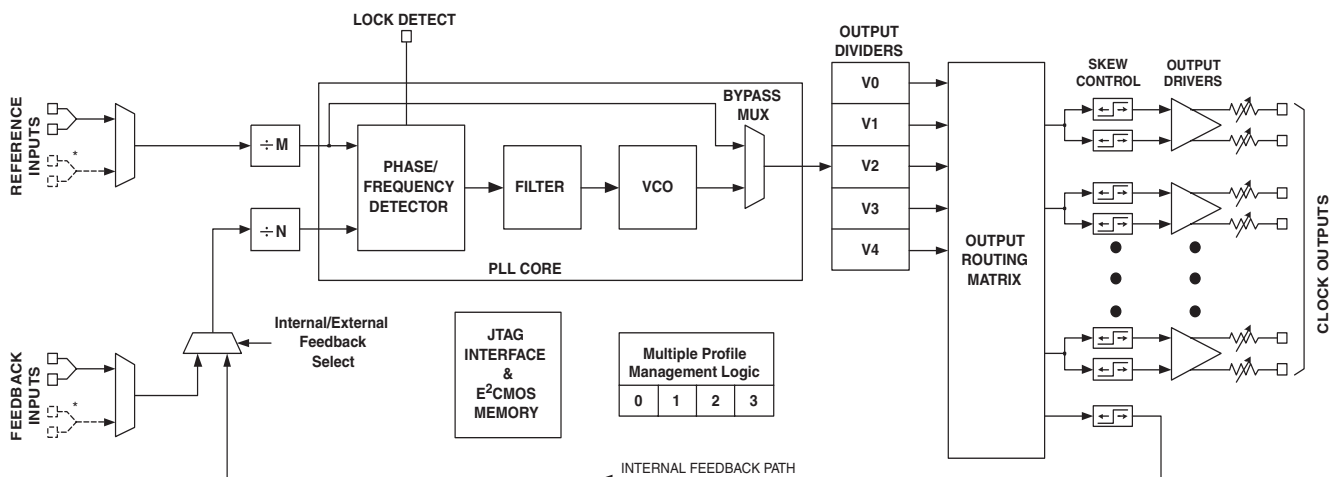 LOCK DETECT
OUTPUT
DIVIDERS
SKEW
CONTROL
OUTPUT
DRIVERS
REFERENCE
INPUTS
*
÷M
÷N
PHASE/
FREQUENCY
DETECTOR
FILTER
VCO
BYPASS
MUX
PLL CORE
V0
V1
V2
V3
V4
OUTPUT
ROUTING
MATRIX
CLOCK OUTPUTS
Internal/External
Feedback
Select
FEEDBACK
INPUTS
*
JTAG
INTERFACE
&
E²CMOS
MEMORY
Multiple Profile
Management Logic
0 1 2 3
INTERNAL FEEDBACK PATH